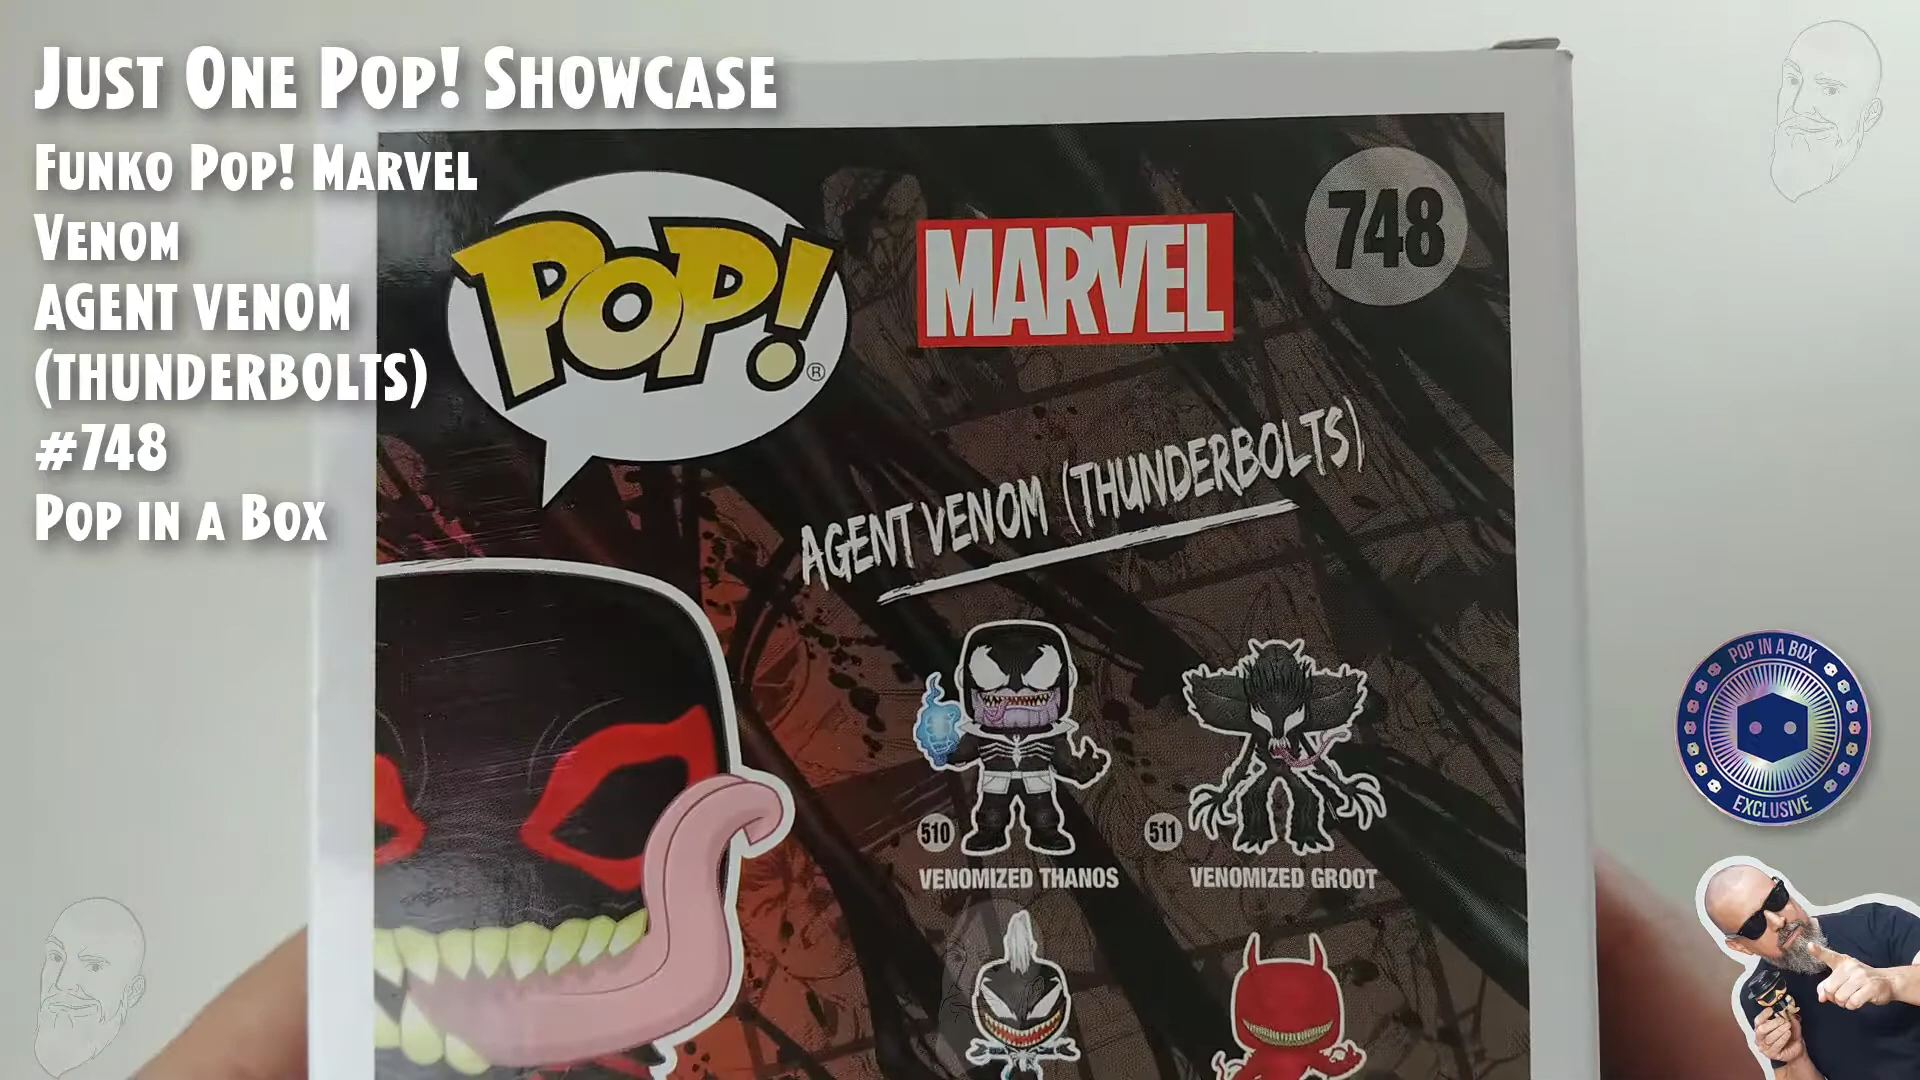 Just One Pop! Showcase
Funko Pop! Marvel
Venom
AGENT VENOM
(THUNDERBOLTS)
#748
Pop in a Box
POP!®
MARVEL
748
AGENT VENOM (THUNDERBOLTS)
510
VENOMIZED THANOS
511
VENOMIZED GROOT
POP IN A BOX
EXCLUSIVE